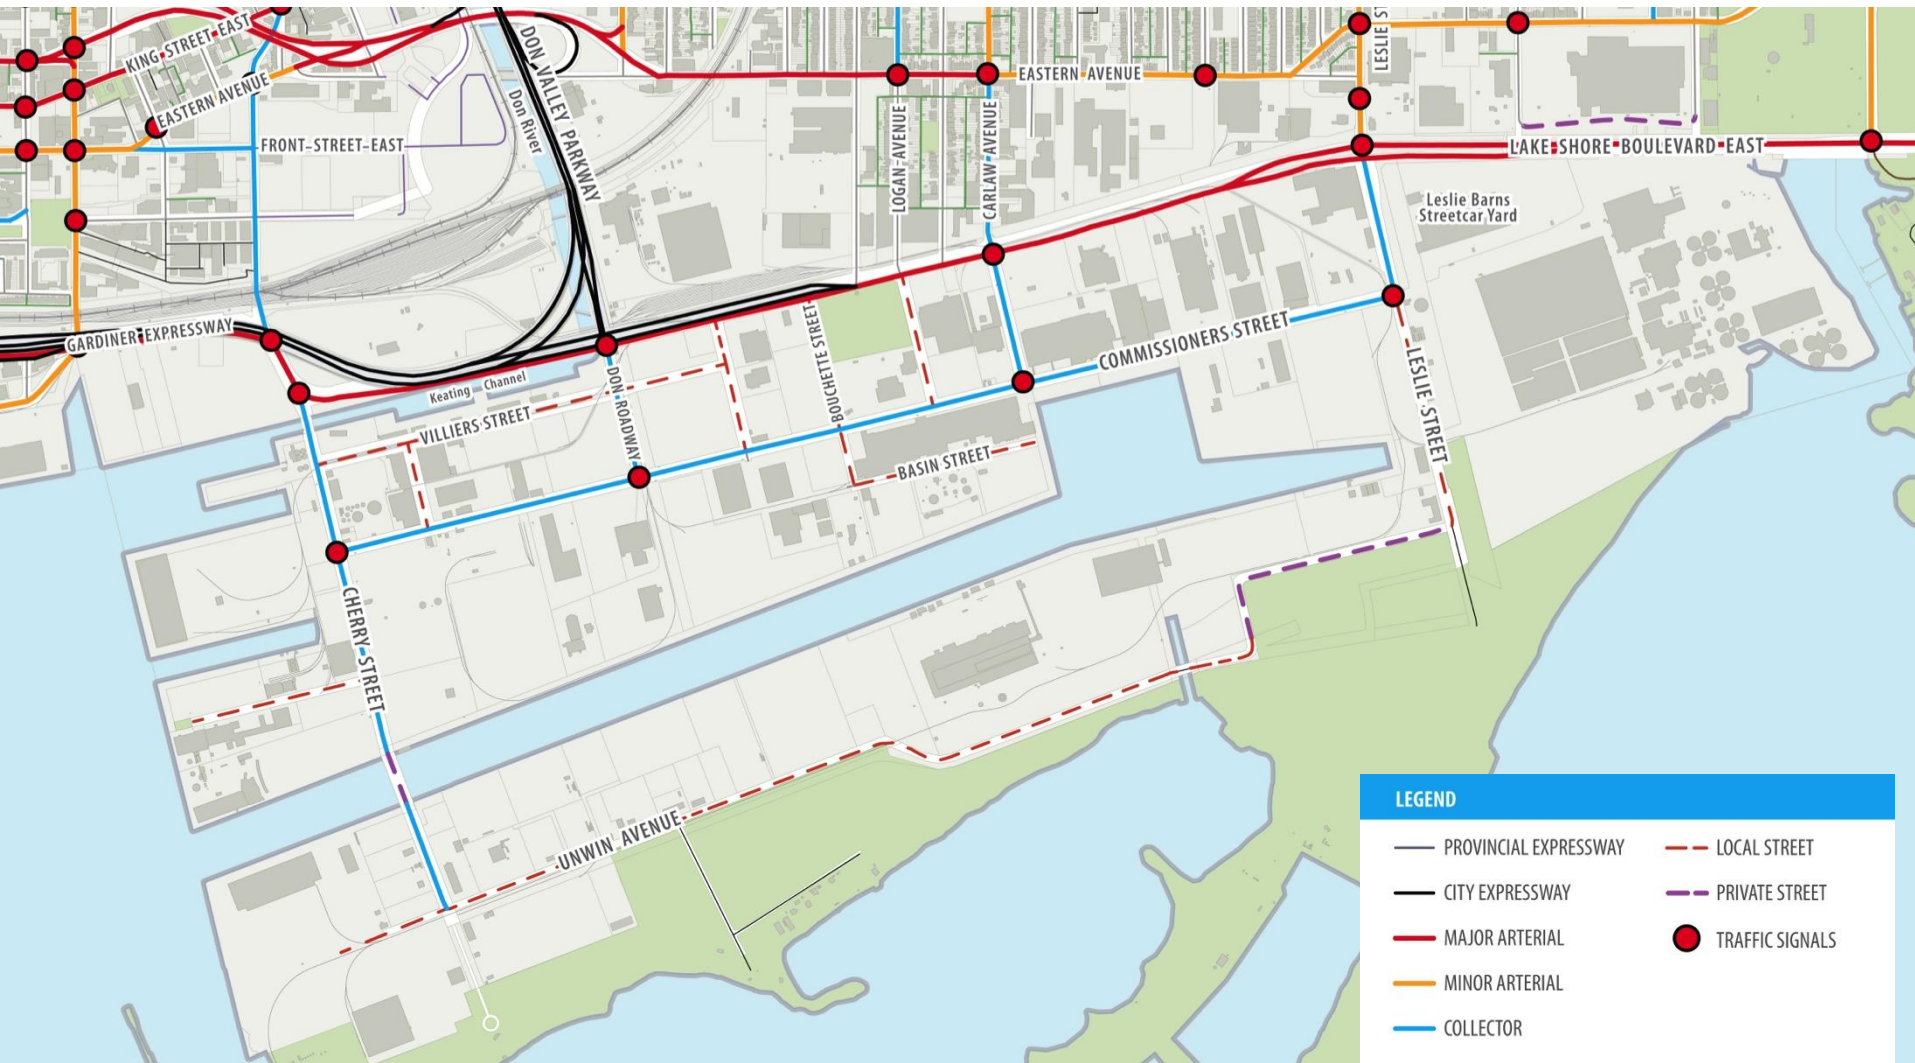 KING STREET EAST
EASTERN AVENUE
FRONT STREET EAST
DON VALLEY PARKWAY
Don River
LOGAN AVENUE
CARLAW AVENUE
EASTERN AVENUE
LESLIE S
LAKE SHORE BOULEVARD EAST
Leslie Barns
Streetcar Yard
GARDINER EXPRESSWAY
Keating Channel
VILLIERS STREET
DON ROADWAY
BOUCHETTE STREET
COMMISSIONERS STREET
LESLIE STREET
BASIN STREET
CHERRY STREET
UNWIN AVENUE
LEGEND
PROVINCIAL EXPRESSWAY
CITY EXPRESSWAY
MAJOR ARTERIAL
MINOR ARTERIAL
COLLECTOR
LOCAL STREET
PRIVATE STREET
TRAFFIC SIGNALS